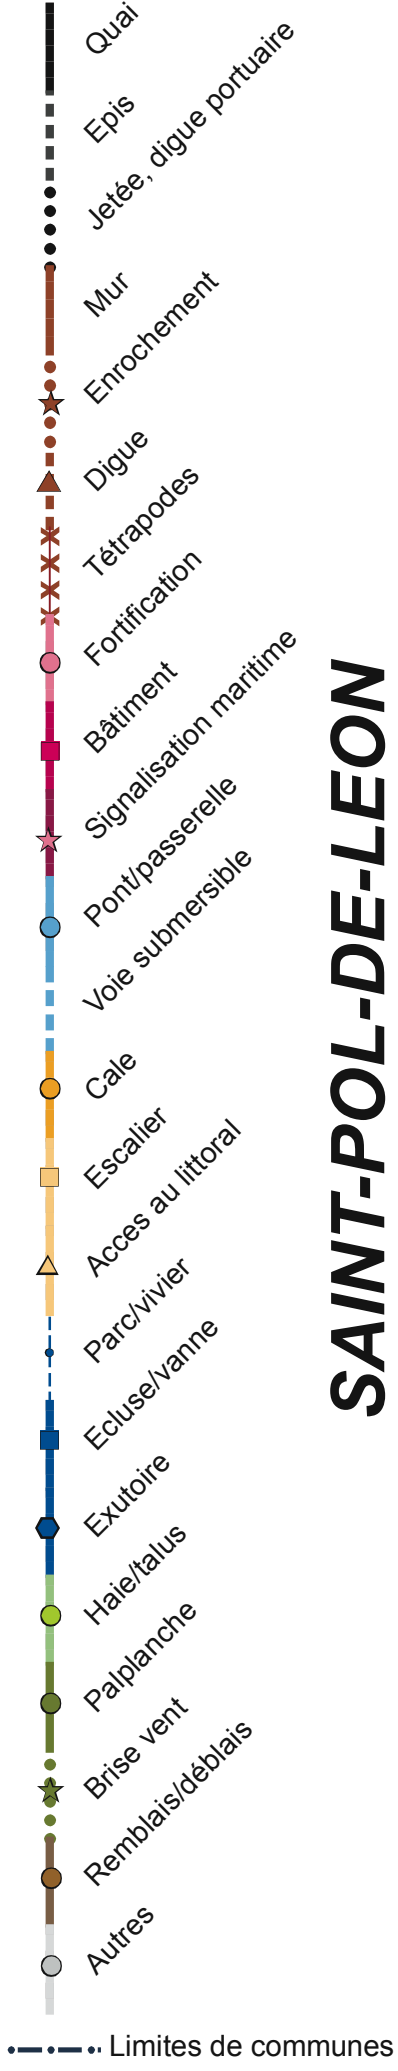 Quai
Epis
Jetée, digue portuaire
Mur
Enrochement
Digue
Tétrapodes
Fortification
Bâtiment
Signalisation maritime
Pont/passerelle
Voie submersible
Cale
Escalier
Acces au littoral
Parc/vivier
Ecluse/vanne
Exutoire
Haie/talus
Palplanche
Brise vent
Remblais/déblais
Autres
Limites de communes
SAINT-POL-DE-LEON